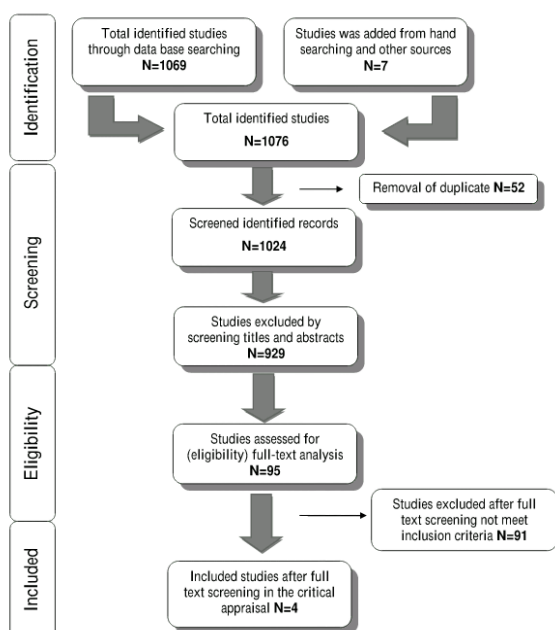 Identification
Total identified studies
through data base searching
N=1069
Studies was added from hand
searching and other sources
N=7
Total identified studies
N=1076
Removal of duplicate N=52
Screening
Screened identified records
N=1024
Studies excluded by
screening titles and abstracts
N=929
Eligibility
Studies assessed for
(eligibility) full-text analysis
N=95
Studies excluded after full
text screening not meet
inclusion criteria N=91
Included
Included studies after full
text screening in the critical
appraisal N=4